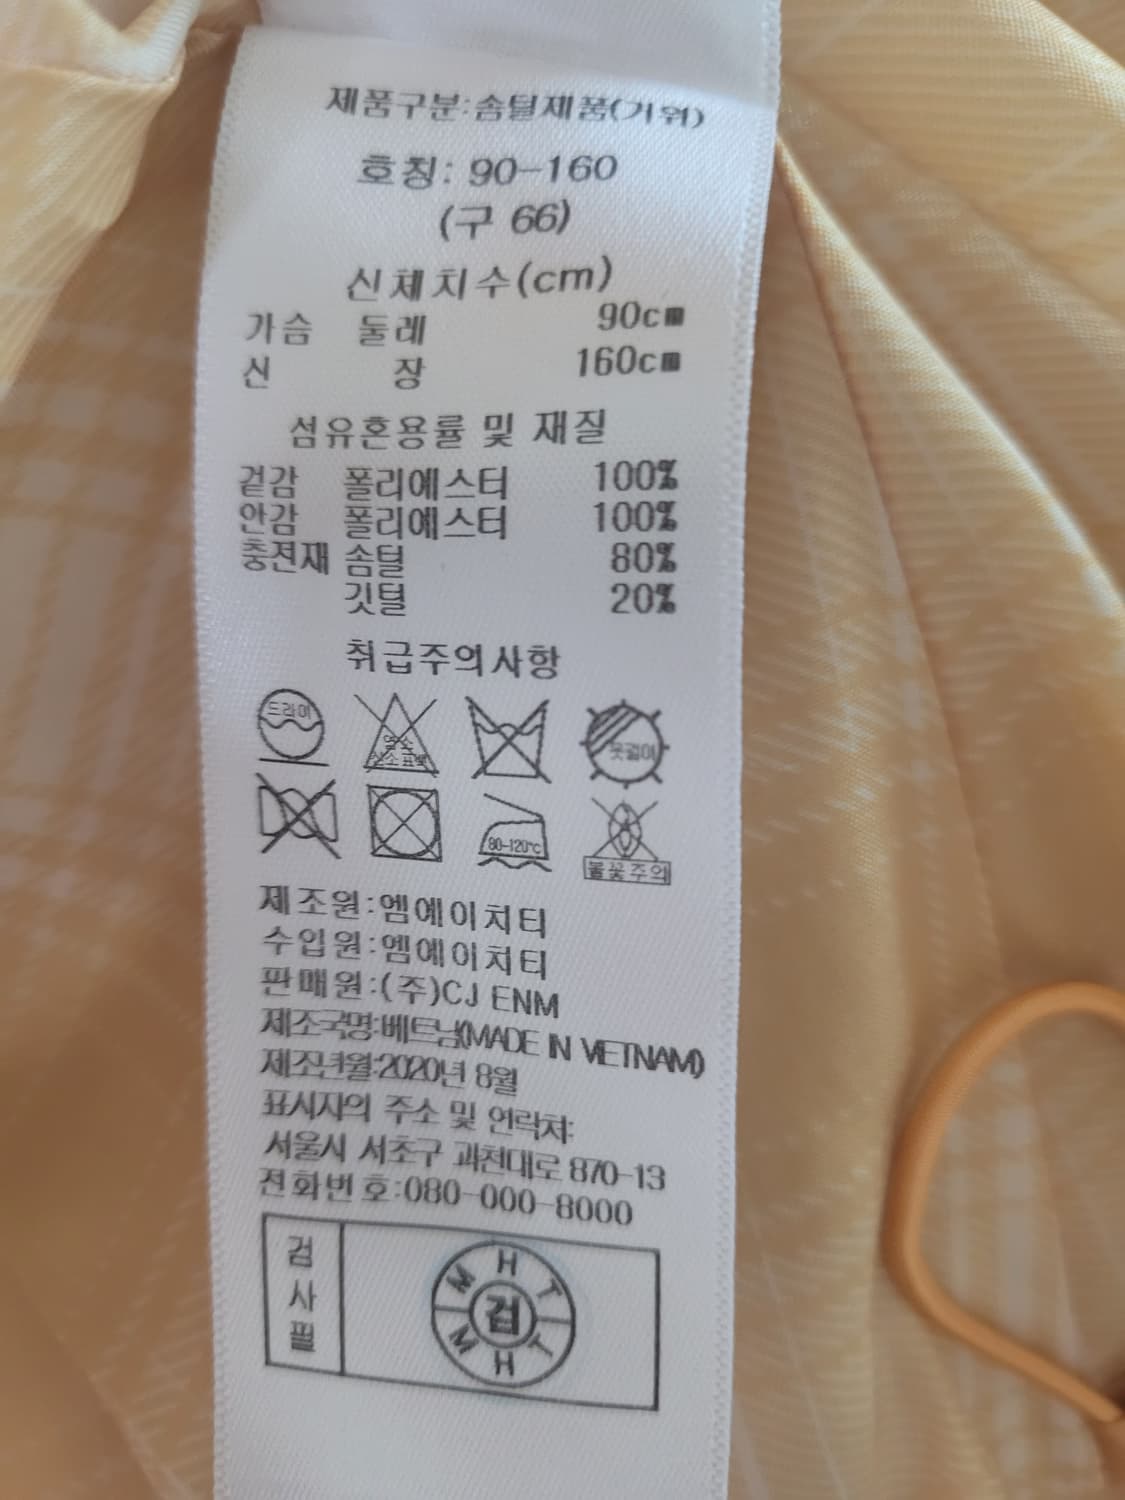 제품구분:솜털제품(거위)
호칭: 90-160
(구 66)
신체치수(cm)
가슴 둘레 90cm
신 장 160cm
섬유혼용률 및 재질
겉감 폴리에스터 100%
안감 폴리에스터 100%
충전재 솜털 80%
깃털 20%
취급주의사항
드라이
염소
산소표백
옷걸이
80-120℃
불꽃주의
제조원:엠에이치티
수입원:엠에이치티
판매원:(주)CJ ENM
제조국명:베트남(MADE IN VIETNAM)
제조년월:2020년 8월
표시자의 주소 및 연락처:
서울시 서초구 과천대로 870-13
전화번호:080-000-8000
검사필
M H T
검
M H T